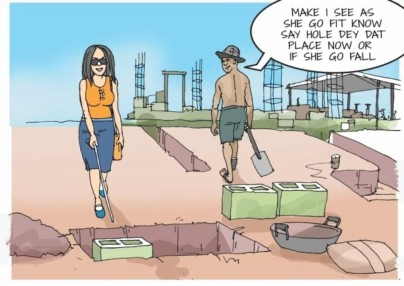 MAKE I SEE AS
SHE GO FIT KNOW
SAY HOLE DEY DAT
PLACE NOW OR
IF SHE GO FALL